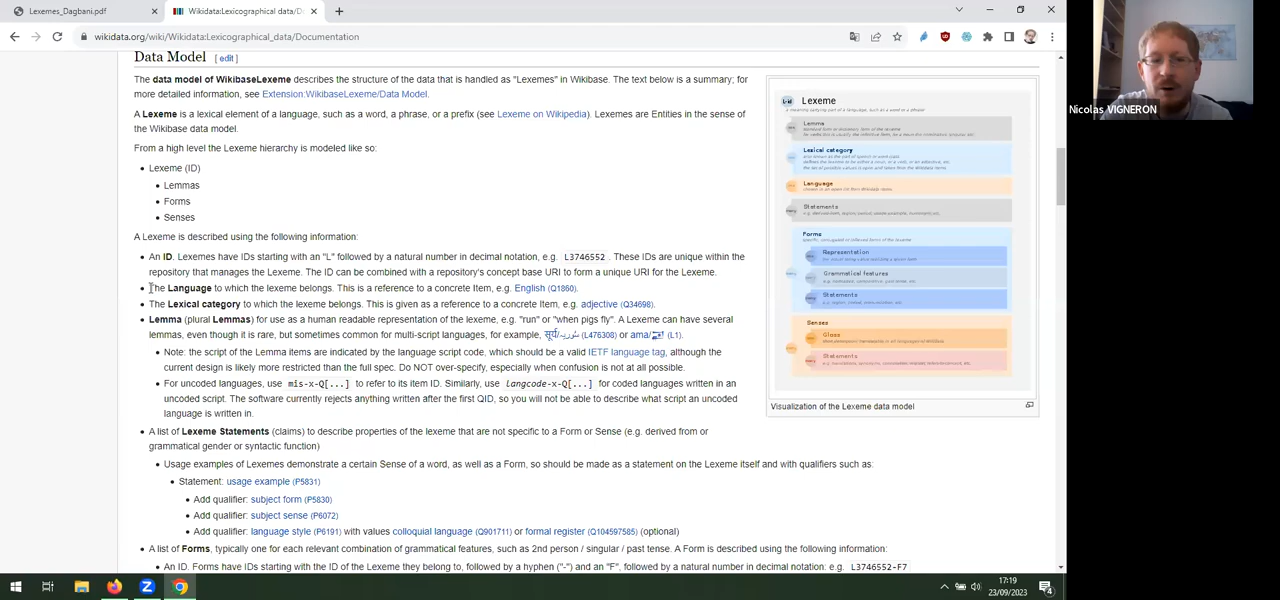 Lexemes_Dagbani.pdf
Wikidata:Lexicographical data/Do
wikidata.org/wiki/Wikidata:Lexicographical_data/Documentation
Data Model [ edit ]
The data model of WikibaseLexeme describes the structure of the data that is handled as "Lexemes" in Wikibase. The text below is a summary; for
more detailed information, see Extension:WikibaseLexeme/Data Model.
A Lexeme is a lexical element of a language, such as a word, a phrase, or a prefix (see Lexeme on Wikipedia). Lexemes are Entities in the sense of
the Wikibase data model.
From a high level the Lexeme hierarchy is modeled like so:
Lexeme (ID)
Lemmas
Forms
Senses
A Lexeme is described using the following information:
An ID. Lexemes have IDs starting with an "L" followed by a natural number in decimal notation, e.g. L3746552 . These IDs are unique within the
repository that manages the Lexeme. The ID can be combined with a repository's concept base URI to form a unique URI for the Lexeme.
The Language to which the lexeme belongs. This is a reference to a concrete Item, e.g. English (Q1860).
The Lexical category to which the lexeme belongs. This is given as a reference to a concrete Item, e.g. adjective (Q34698).
Lemma (plural Lemmas) for use as a human readable representation of the lexeme, e.g. "run" or "when pigs fly". A Lexeme can have several
lemmas, even though it is rare, but sometimes common for multi-script languages, for example, सूर्य/سُورِیَہ (L476308) or ama/ (L1).
Note: the script of the Lemma items are indicated by the language script code, which should be a valid IETF language tag, although the
current design is much more restricted than the full spec. Do NOT over-specify, especially when confusion is not at all possible.
For uncoded languages, use mis-x-Q[...] to refer to its item ID. Similarly, use Langcode-x-Q[...] for coded languages written in an
uncoded script. The software currently rejects anything written after the first QID, so you will not be able to describe what script an uncoded
language is written in.
A list of Lexeme Statements (claims) to describe properties of the lexeme that are not specific to a Form or Sense (e.g. derived from or
grammatical gender or syntactic function)
Usage examples of Lexemes demonstrate a certain Sense of a word, as well as a Form, so should be made as a statement on the Lexeme itself and with qualifiers such as:
Statement: usage example (P5831)
Add qualifier: subject form (P5830)
Add qualifier: subject sense (P6072)
Add qualifier: language style (P6191) with values colloquial language (Q901711) or formal register (Q104597585) (optional)
A list of Forms, typically one for each relevant combination of grammatical features, such as 2nd person / singular / past tense. A Form is described using the following information:
An ID. Forms have IDs starting with the ID of the Lexeme they belong to, followed by a hyphen ("-") and an "F", followed by a natural number in decimal notation: e.g. L3746552-F7
Lexeme
Lemma
Lexical category
Language
Statements
Forms
Representation
Grammatical features
Statements
Senses
Gloss
Statements
Visualization of the Lexeme data model
Nicolas VIGNERON
17:19
23/09/2023